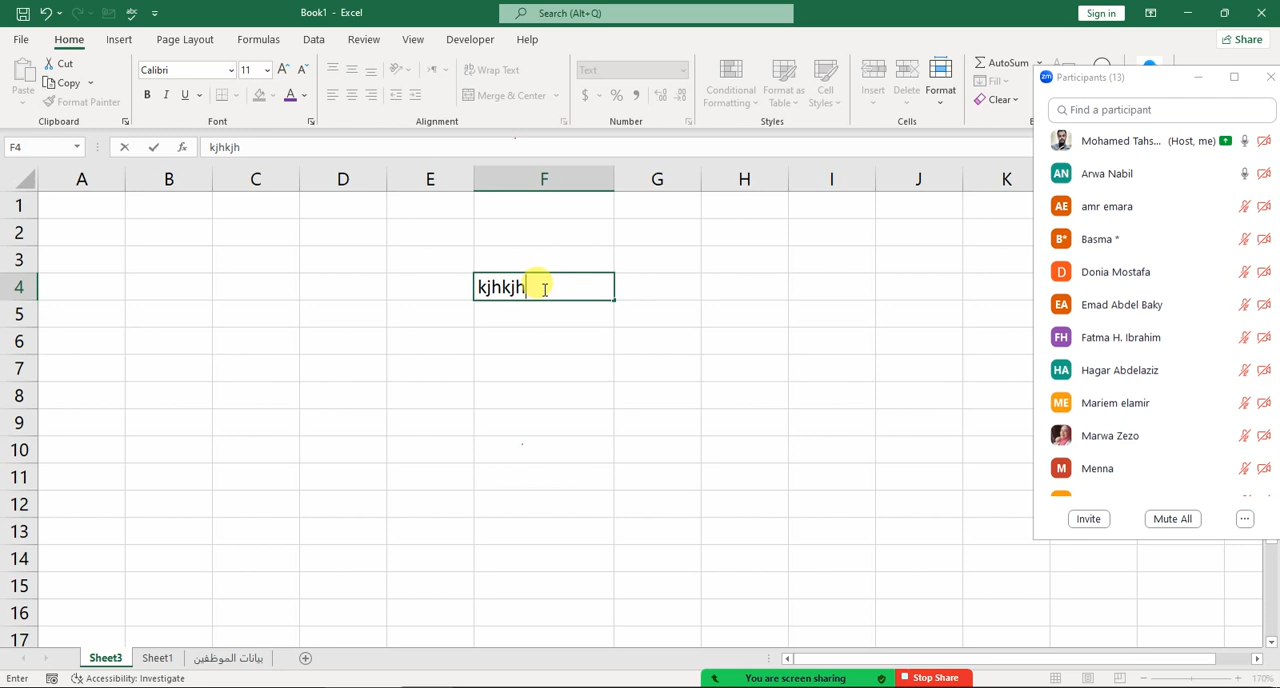 Book1 - Excel
Search (Alt+Q)
Sign in
File Home Insert Page Layout Formulas Data Review View Developer Help
Share
Paste
Cut
Copy
Format Painter
Clipboard
Calibri 11
B I U
Font
Wrap Text
Merge & Center
Alignment
Text
$ % 9
Number
Conditional Formatting
Format as Table
Cell Styles
Styles
Insert Delete Format
Cells
AutoSum
Fill
Clear
F4
fx
kjhkjh
A B C D E F G H I J K
1
2
3
4 kjhkjh
5
6
7
8
9
10
11
12
13
14
15
16
17
zm Participants (13)
Find a participant
Mohamed Tahs... (Host, me)
AN Arwa Nabil
AE amr emara
B* Basma *
D Donia Mostafa
EA Emad Abdel Baky
FH Fatma H. Ibrahim
HA Hagar Abdelaziz
ME Mariem elamir
Marwa Zezo
M Menna
Invite Mute All ...
Sheet3 Sheet1 بيانات الموظفين
Enter
Accessibility: Investigate
You are screen sharing
Stop Share
170%